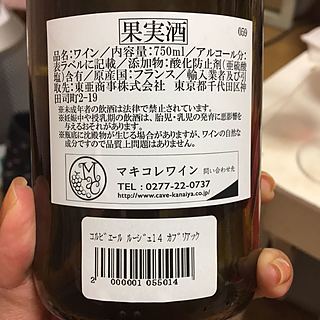 果実酒
059
品名:ワイン/内容量:750ml/アルコール分:
表ラベルに記載/添加物:酸化防止剤(亜硫酸
塩)含有/原産国:フランス/輸入業者及び引
取先:東亜商事株式会社 東京都千代田区神
田司町2-19
※未成年者の飲酒は法律で禁止されています。
※妊娠中や授乳期の飲酒は、胎児・乳児の発育に悪影響を
与えるおそれがあります。
※瓶底に沈澱物が生じる場合がありますが、ワインの自然な
成分ですので品質上問題はありません。
マキコレワイン 問い合わせ先
TEL:0277-22-0737
www.cave-kanaiya.co.jp/
コルビエール ルージュ14 カブリアック
2 000001 055014